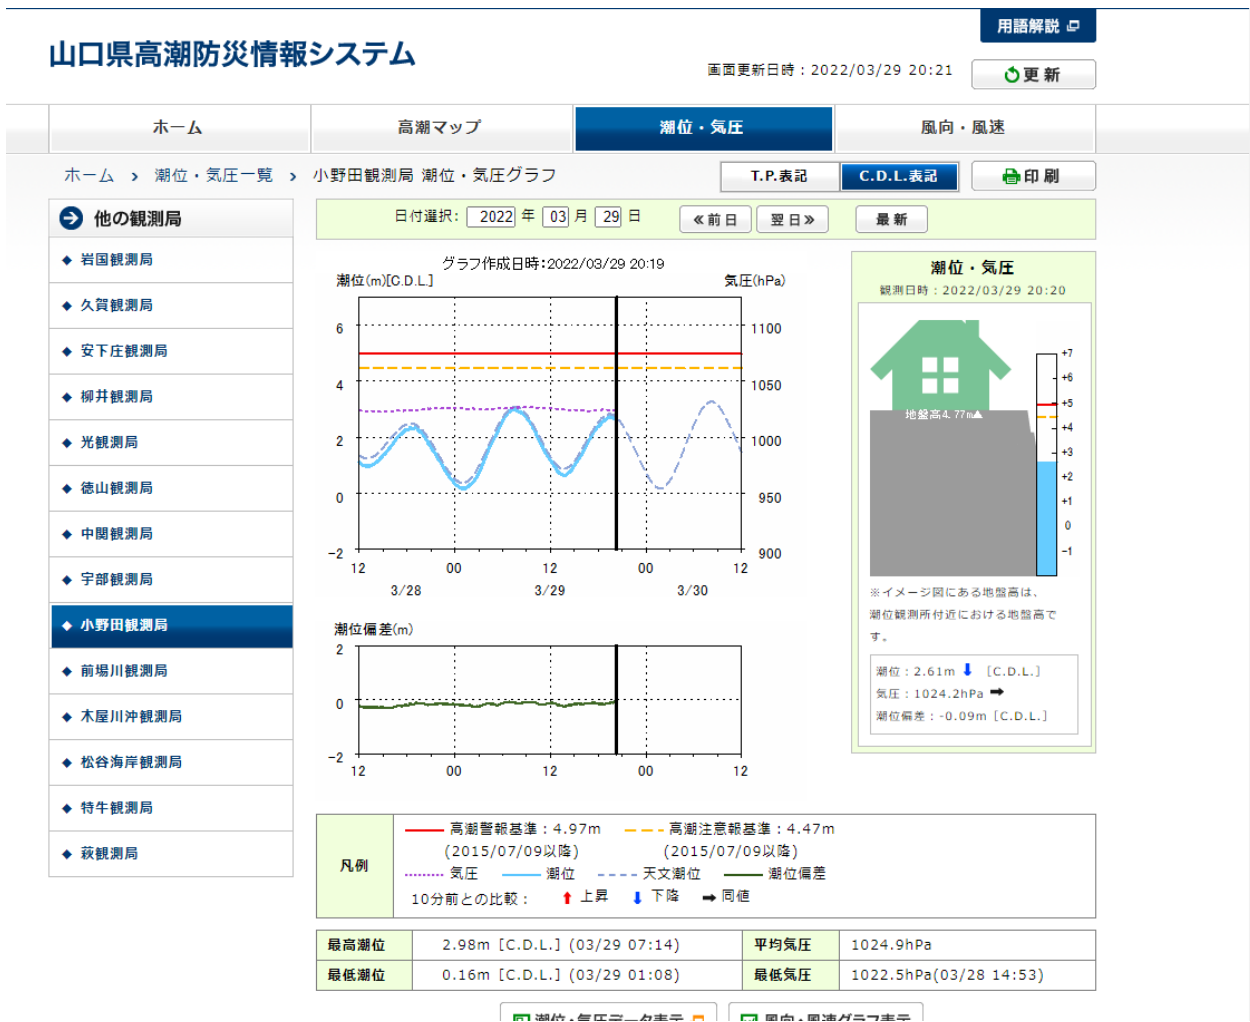 用語解説
山口県高潮防災情報システム
画面更新日時：2022/03/29 20:21
更新
ホーム
高潮マップ
潮位・気圧
風向・風速
ホーム › 潮位・気圧一覧 › 小野田観測局 潮位・気圧グラフ
T.P.表記
C.D.L.表記
印刷
他の観測局
岩国観測局
久賀観測局
安下庄観測局
柳井観測局
光観測局
徳山観測局
中関観測局
宇部観測局
小野田観測局
前場川観測局
木屋川沖観測局
松谷海岸観測局
特牛観測局
萩観測局
日付選択: 2022 年 03 月 29 日
≪前日
翌日≫
最新
グラフ作成日時:2022/03/29 20:19
潮位(m)[C.D.L.]
気圧(hPa)
6
4
2
0
-2
1100
1050
1000
950
900
12 00 12 00 12
3/28 3/29 3/30
潮位偏差(m)
2
0
-2
12 00 12 00 12
潮位・気圧
観測日時：2022/03/29 20:20
地盤高4.77m▲
+7
+6
+5
+4
+3
+2
+1
0
-1
※イメージ図にある地盤高は、
潮位観測所付近における地盤高で
す。
潮位：2.61m ⬇ [C.D.L.]
気圧：1024.2hPa ➡
潮位偏差：-0.09m [C.D.L.]
凡例
高潮警報基準：4.97m 高潮注意報基準：4.47m
(2015/07/09以降) (2015/07/09以降)
気圧 潮位 天文潮位 潮位偏差
10分前との比較： ⬆ 上昇 ⬇ 下降 ➡ 同値
最高潮位 2.98m [C.D.L.] (03/29 07:14) 平均気圧 1024.9hPa
最低潮位 0.16m [C.D.L.] (03/29 01:08) 最低気圧 1022.5hPa(03/28 14:53)
潮位・気圧データ表示
風向・風速グラフ表示